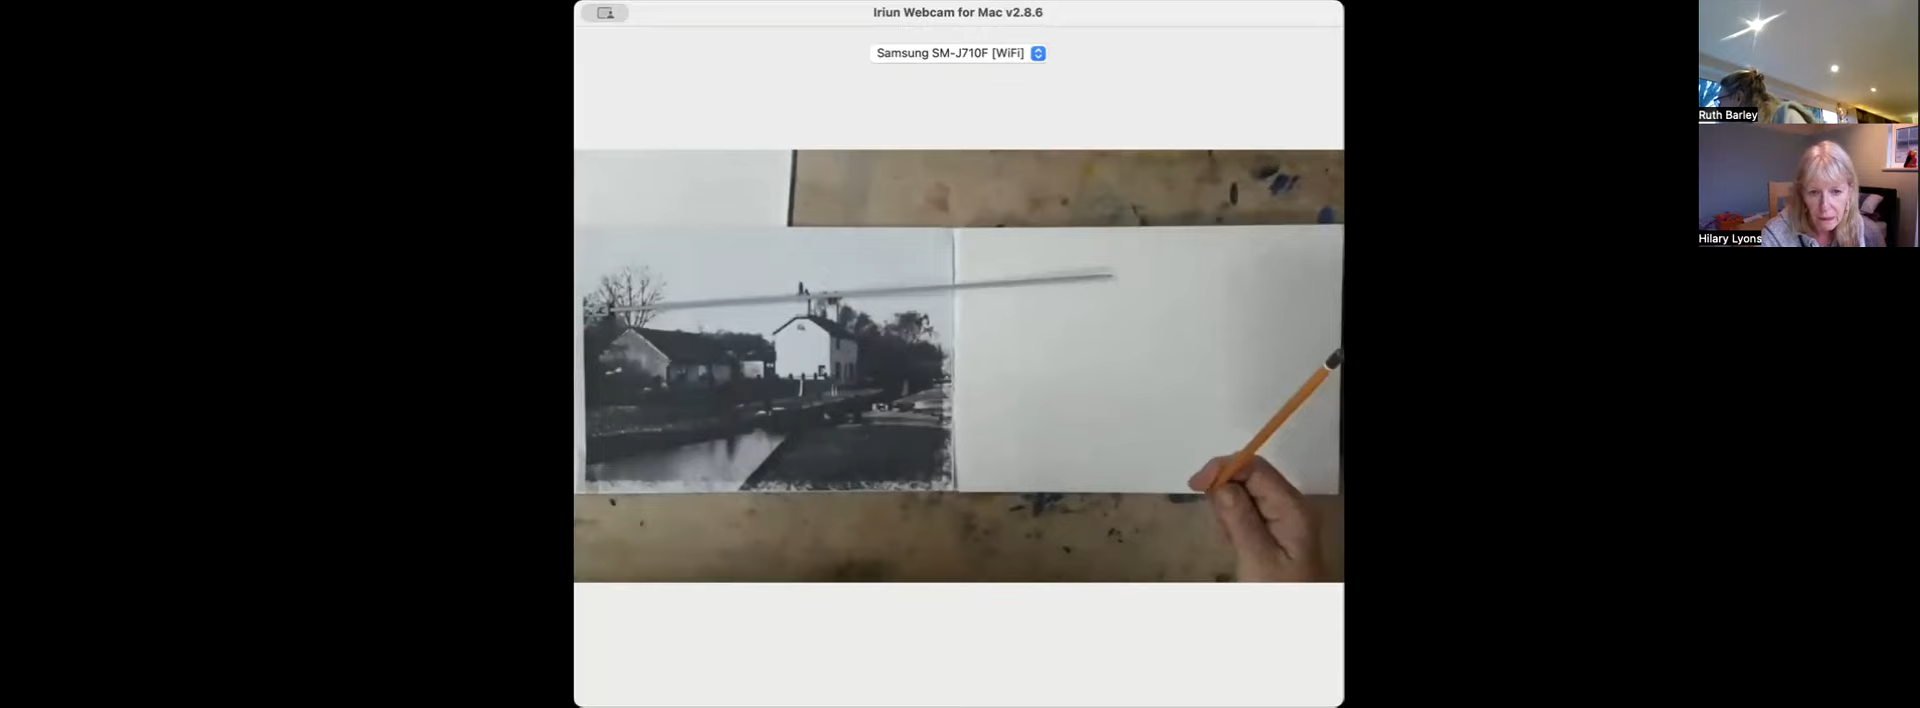 Iriun Webcam for Mac v2.8.6
Samsung SM-J710F [WiFi]
Ruth Barley
Hilary Lyons